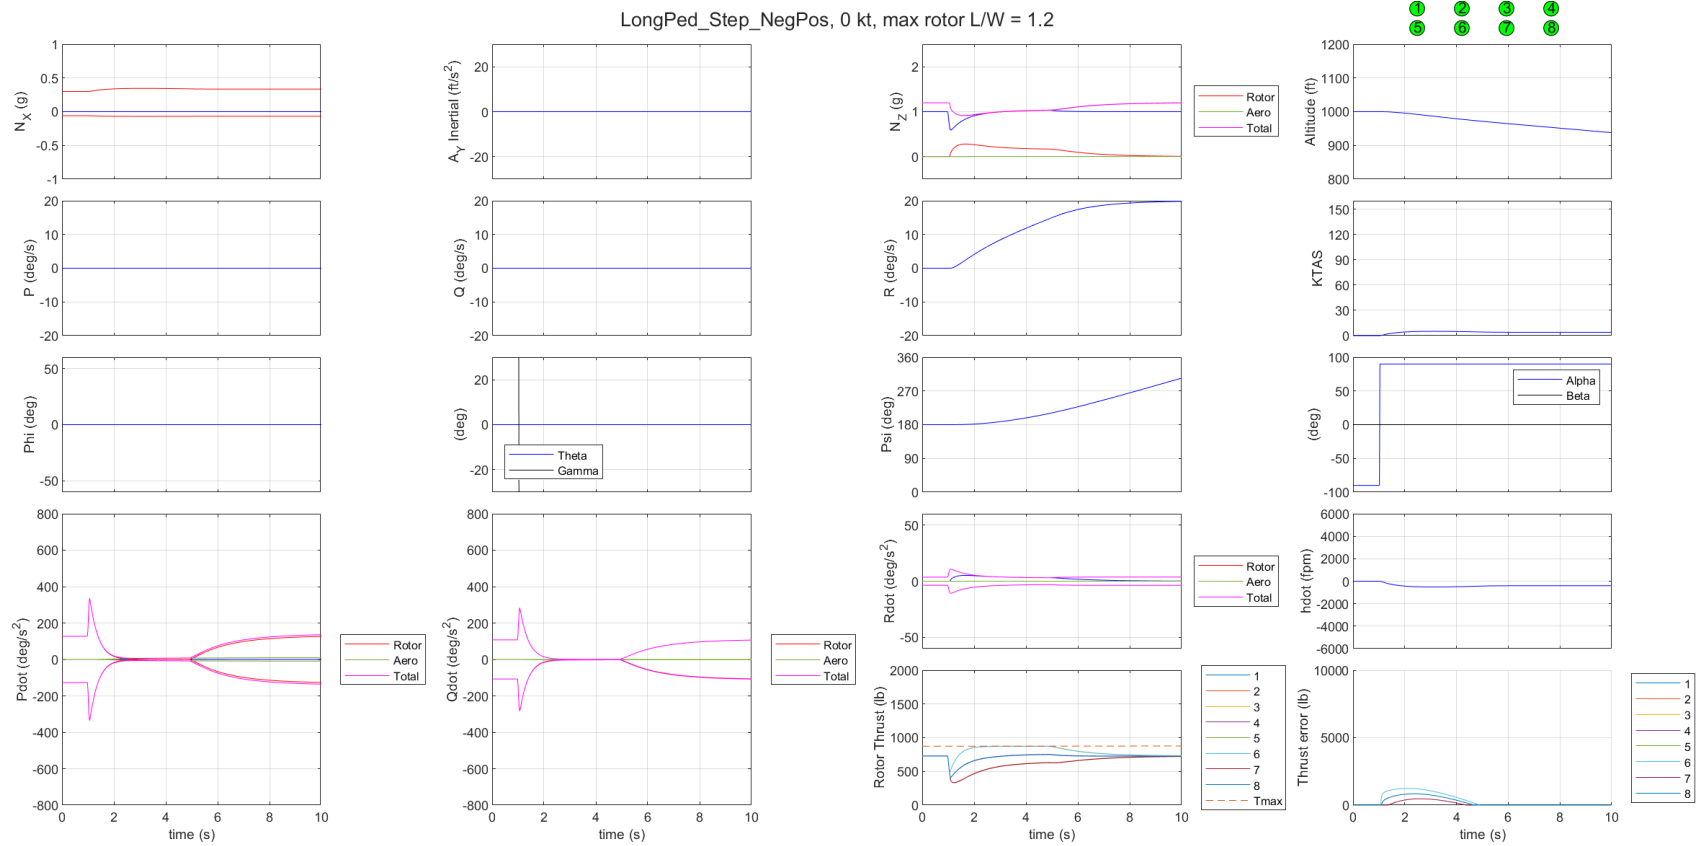 LongPed_Step_NegPos, 0 kt, max rotor L/W = 1.2
1 2 3 4
5 6 7 8
1
0.5
0
-0.5
-1
N_X (g)
20
0
-20
A_Y Inertial (ft/s^2)
2
1
0
N_Z (g)
Rotor
Aero
Total
1200
1100
1000
900
800
Altitude (ft)
20
10
0
-10
-20
P (deg/s)
20
10
0
-10
-20
Q (deg/s)
20
10
0
-10
-20
R (deg/s)
150
120
90
60
30
0
KTAS
50
0
-50
Phi (deg)
20
0
-20
(deg)
Theta
Gamma
360
270
180
90
0
Psi (deg)
100
50
0
-50
-100
(deg)
Alpha
Beta
800
600
400
200
0
-200
-400
-600
-800
Pdot (deg/s^2)
0 2 4 6 8 10
time (s)
Rotor
Aero
Total
800
600
400
200
0
-200
-400
-600
-800
Qdot (deg/s^2)
0 2 4 6 8 10
time (s)
Rotor
Aero
Total
50
0
-50
Rdot (deg/s^2)
Rotor
Aero
Total
6000
4000
2000
0
-2000
-4000
-6000
hdot (fpm)
2000
1500
1000
500
0
Rotor Thrust (lb)
0 2 4 6 8 10
time (s)
1
2
3
4
5
6
7
8
Tmax
10000
5000
0
Thrust error (lb)
0 2 4 6 8 10
time (s)
1
2
3
4
5
6
7
8